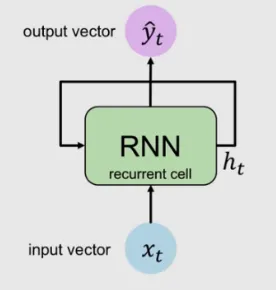 output vector
ŷₜ
RNN
recurrent cell
hₜ
input vector
xₜ